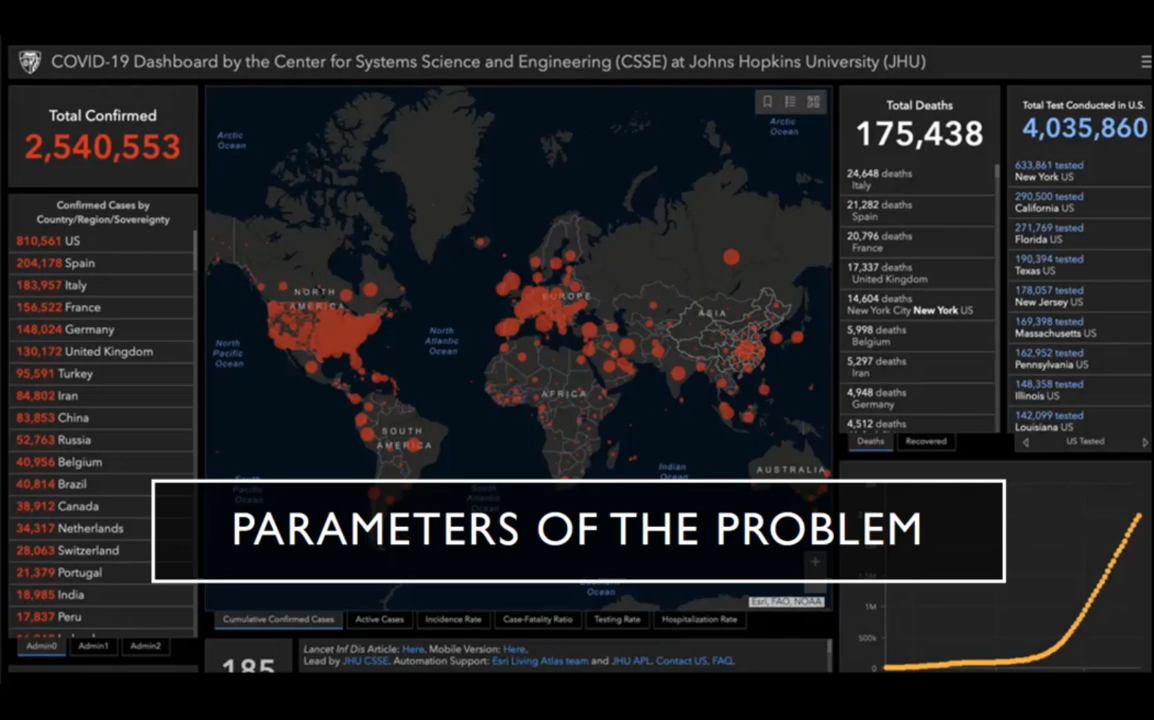 COVID-19 Dashboard by the Center for Systems Science and Engineering (CSSE) at Johns Hopkins University (JHU)
Total Confirmed
2,540,553
Confirmed Cases by
Country/Region/Sovereignty
810,561 US
204,178 Spain
183,957 Italy
156,522 France
148,024 Germany
130,172 United Kingdom
95,591 Turkey
84,802 Iran
83,853 China
52,763 Russia
40,956 Belgium
40,814 Brazil
38,912 Canada
34,317 Netherlands
28,063 Switzerland
21,379 Portugal
18,985 India
17,837 Peru
Admin0 Admin1 Admin2
Arctic
Ocean
Arctic
Ocean
NORTH
AMERICA
EUROPE
ASIA
North
Pacific
Ocean
North
Atlantic
Ocean
AFRICA
SOUTH
AMERICA
Indian
Ocean
AUSTRALIA
Pacific
Ocean
Atlantic
Ocean
PARAMETERS OF THE PROBLEM
Ocean
Esri, FAO, NOAA
Cumulative Confirmed Cases Active Cases Incidence Rate Case-Fatality Ratio Testing Rate Hospitalization Rate
185
Lancet Inf Dis Article: Here. Mobile Version: Here.
Lead by JHU CSSE. Automation Support: Esri Living Atlas team and JHU APL. Contact US. FAQ.
Total Deaths
175,438
24,648 deaths
Italy
21,282 deaths
Spain
20,796 deaths
France
17,337 deaths
United Kingdom
14,604 deaths
New York City New York US
5,998 deaths
Belgium
5,297 deaths
Iran
4,948 deaths
Germany
4,512 deaths
Deaths Recovered
Total Test Conducted in U.S.
4,035,860
633,861 tested
New York US
290,500 tested
California US
271,769 tested
Florida US
190,394 tested
Texas US
178,057 tested
New Jersey US
169,398 tested
Massachusetts US
162,952 tested
Pennsylvania US
148,358 tested
Illinois US
142,099 tested
Louisiana US
US Tested
1M
500k
0